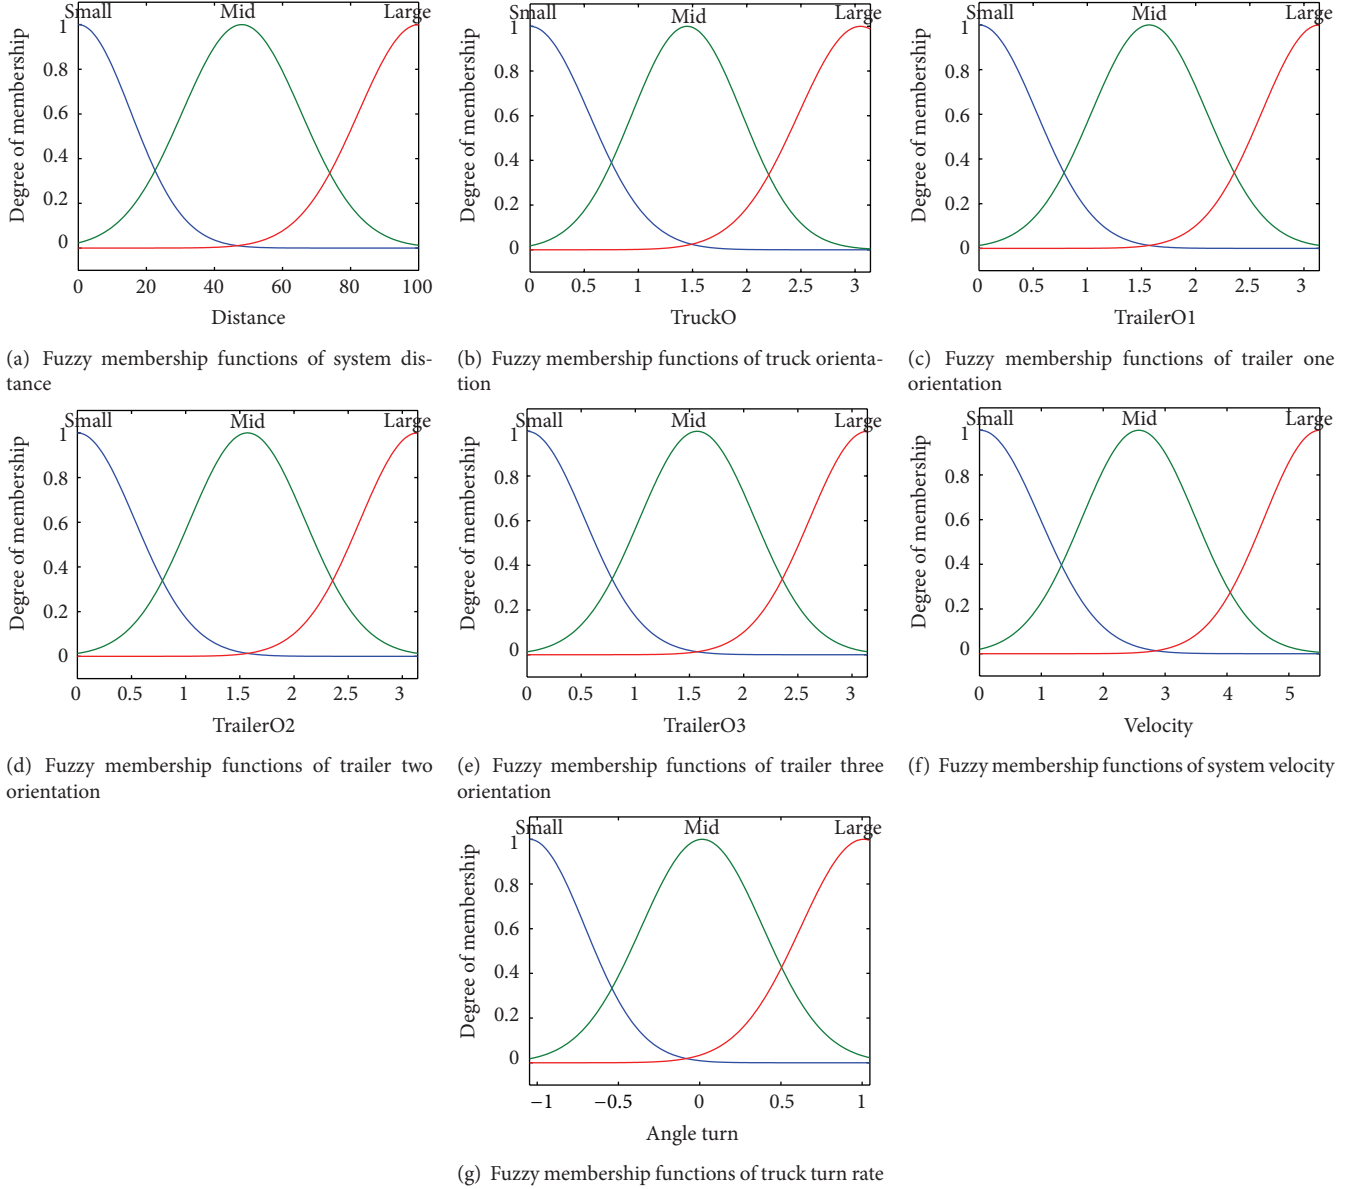 Small Mid Large
1
0.8
0.6
0.4
0.2
0
Degree of membership
0 20 40 60 80 100
Distance
(a) Fuzzy membership functions of system dis-
tance
Small Mid Large
1
0.8
0.6
0.4
0.2
0
Degree of membership
0 0.5 1 1.5 2 2.5 3
TruckO
(b) Fuzzy membership functions of truck orienta-
tion
Small Mid Large
1
0.8
0.6
0.4
0.2
0
Degree of membership
0 0.5 1 1.5 2 2.5 3
TrailerO1
(c) Fuzzy membership functions of trailer one
orientation
Small Mid Large
1
0.8
0.6
0.4
0.2
0
Degree of membership
0 0.5 1 1.5 2 2.5 3
TrailerO2
(d) Fuzzy membership functions of trailer two
orientation
Small Mid Large
1
0.8
0.6
0.4
0.2
0
Degree of membership
0 0.5 1 1.5 2 2.5 3
TrailerO3
(e) Fuzzy membership functions of trailer three
orientation
Small Mid Large
1
0.8
0.6
0.4
0.2
0
Degree of membership
0 1 2 3 4 5
Velocity
(f) Fuzzy membership functions of system velocity
Small Mid Large
1
0.8
0.6
0.4
0.2
0
Degree of membership
−1 −0.5 0 0.5 1
Angle turn
(g) Fuzzy membership functions of truck turn rate